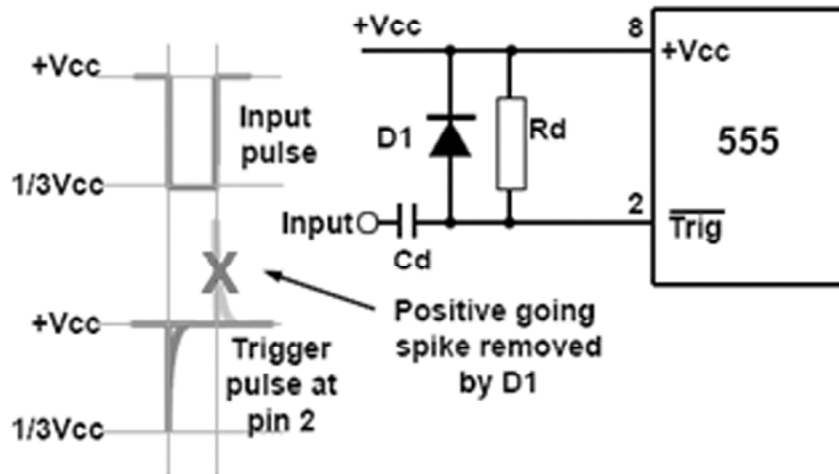 +Vcc
Input
pulse
1/3Vcc
X
+Vcc
Trigger
pulse at
pin 2
1/3Vcc
Positive going
spike removed
by D1
+Vcc
8
+Vcc
D1
Rd
555
Input
Cd
2
Trig